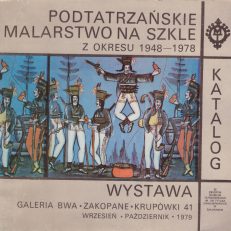 PODTATRZAŃSKIE
MALARSTWO NA SZKLE
Z OKRESU 1948—1978
KATALOG
WYSTAWA
GALERIA BWA • ZAKOPANE • KRUPÓWKI 41
WRZESIEŃ • PAŹDZIERNIK • 1979